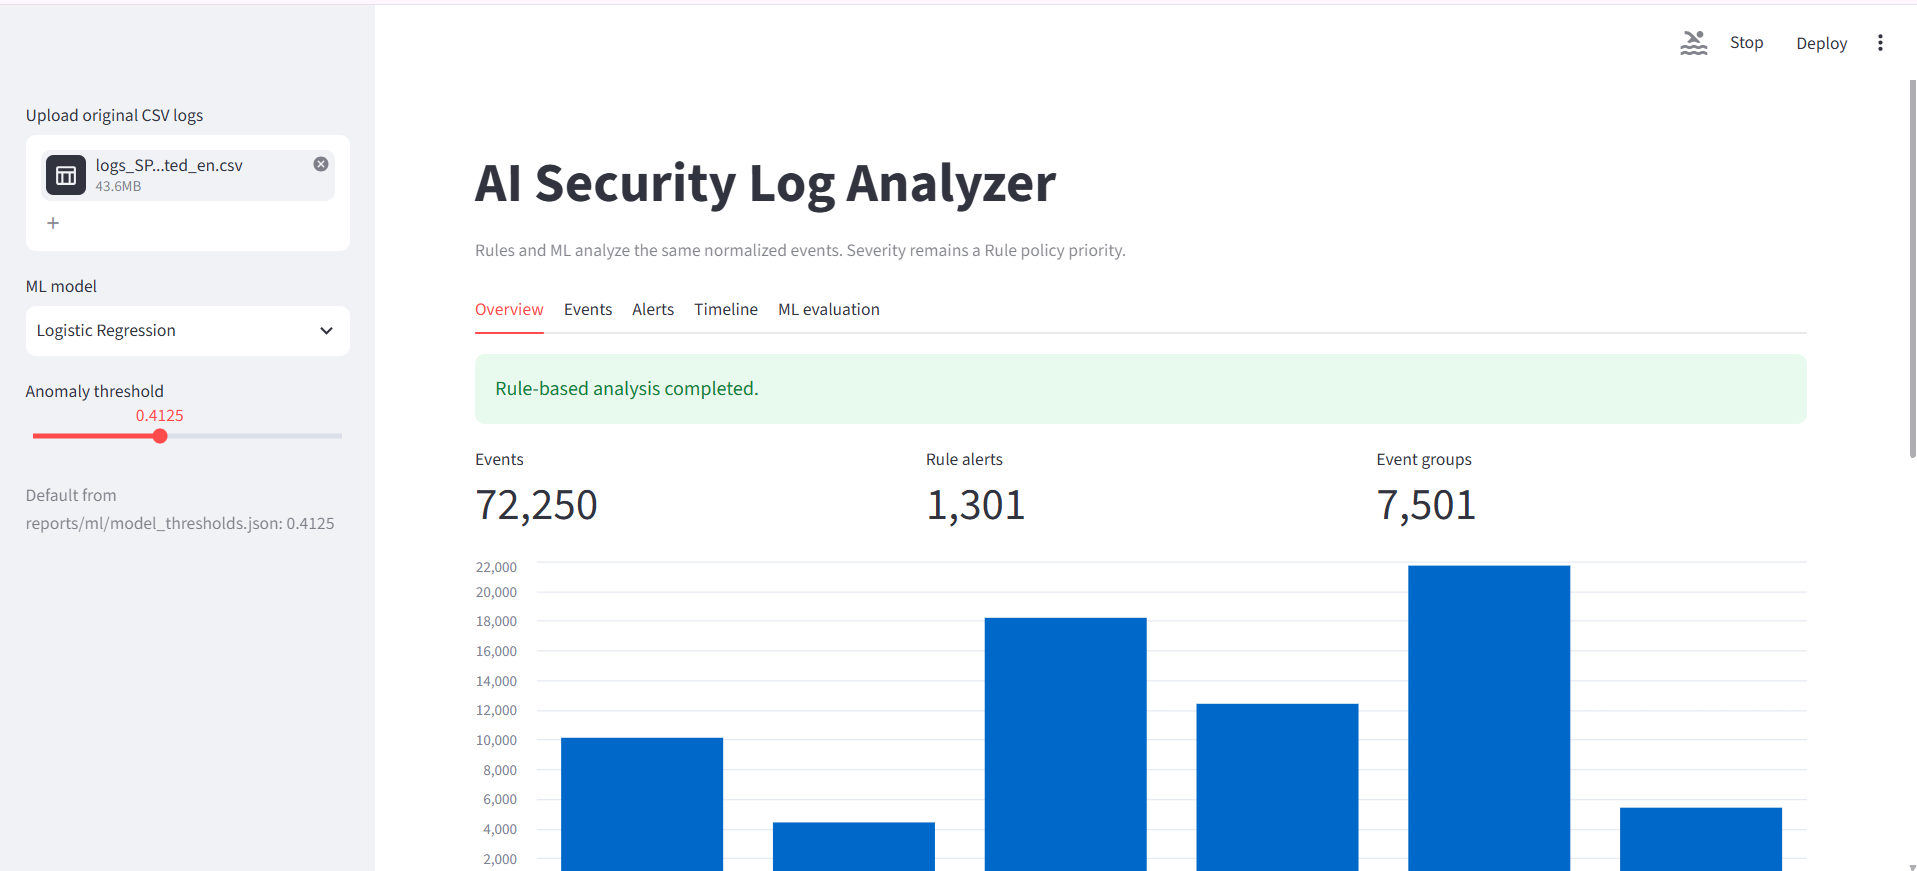 Stop
Deploy
Upload original CSV logs
logs_SP...ted_en.csv
43.6MB
+
ML model
Logistic Regression
Anomaly threshold
0.4125
Default from
reports/ml/model_thresholds.json: 0.4125
AI Security Log Analyzer
Rules and ML analyze the same normalized events. Severity remains a Rule policy priority.
Overview Events Alerts Timeline ML evaluation
Rule-based analysis completed.
Events
72,250
Rule alerts
1,301
Event groups
7,501
22,000
20,000
18,000
16,000
14,000
12,000
10,000
8,000
6,000
4,000
2,000